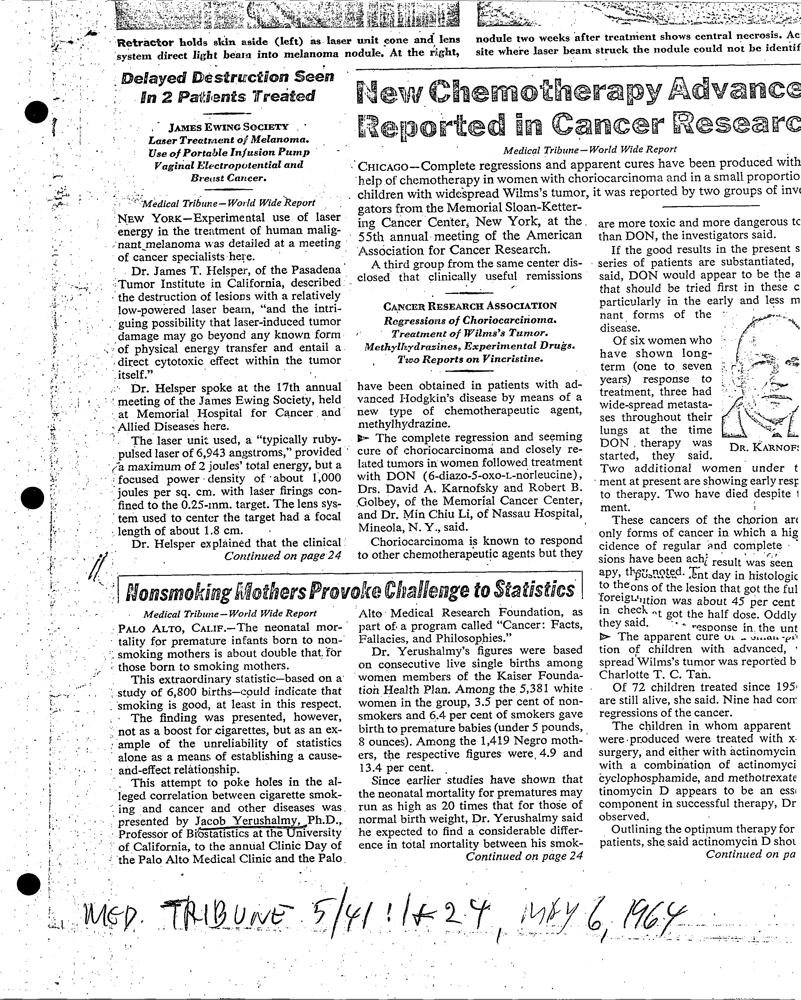 Retractor holds skin aside (left) as laser unit cone and lens
system direct light beam into melanoma nodule. At the right,
nodule two weeks after treatment shows central necrosis. Ac
site where laser beam struck the nodule could not be identif
Delayed Destruction Seen
In 2 Patients Treated
JAMES EWING SOCIETY
Laser Treatment of Melanoma.
Use of Portable Infusion Pump
Vaginal Electropotential and
Breast Cancer.
Medical Tribune—World Wide Report
NEW YORK—Experimental use of laser
energy in the treatment of human malig-
nant melanoma was detailed at a meeting
of cancer specialists here.
Dr. James T. Helsper, of the Pasadena
Tumor Institute in California, described
the destruction of lesions with a relatively
low-powered laser beam, “and the intri-
guing possibility that laser-induced tumor
damage may go beyond any known form
of physical energy transfer and entail a
direct cytotoxic effect within the tumor
itself.”
Dr. Helsper spoke at the 17th annual
meeting of the James Ewing Society, held
at Memorial Hospital for Cancer and
Allied Diseases here.
The laser unit used, a “typically ruby-
pulsed laser of 6,943 angstroms,” provided
a maximum of 2 joules’ total energy, but a
focused power density of about 1,000
joules per sq. cm. with laser firings con-
fined to the 0.25-mm. target. The lens sys-
tem used to center the target had a focal
length of about 1.8 cm.
Dr. Helsper explained that the clinical
Continued on page 24
New Chemotherapy Advance
Reported in Cancer Researc
Medical Tribune—World Wide Report
CHICAGO—Complete regressions and apparent cures have been produced with
help of chemotherapy in women with choriocarcinoma and in a small proportio
children with widespread Wilms’s tumor, it was reported by two groups of inve
gators from the Memorial Sloan-Ketter-
ing Cancer Center, New York, at the
55th annual meeting of the American
Association for Cancer Research.
A third group from the same center dis-
closed that clinically useful remissions
CANCER RESEARCH ASSOCIATION
Regressions of Choriocarcinoma.
Treatment of Wilms’s Tumor.
Methylhydrazines, Experimental Drugs.
Two Reports on Vincristine.
have been obtained in patients with ad-
vanced Hodgkin’s disease by means of a
new type of chemotherapeutic agent,
methylhydrazine.
▶ The complete regression and seeming
cure of choriocarcinoma and closely re-
lated tumors in women followed treatment
with DON (6-diazo-5-oxo-L-norleucine),
Drs. David A. Karnofsky and Robert B.
Golbey, of the Memorial Cancer Center,
and Dr. Min Chiu Li, of Nassau Hospital,
Mineola, N. Y., said.
Choriocarcinoma is known to respond
to other chemotherapeutic agents but they
are more toxic and more dangerous to
than DON, the investigators said.
If the good results in the present s
series of patients are substantiated,
said, DON would appear to be the a
that should be tried first in these c
particularly in the early and less m
nant forms of the
disease.
Of six women who
have shown long-
term (one to seven
years) response to
treatment, three had
wide-spread metasta-
ses throughout their
lungs at the time
DON therapy was
started, they said.
DR. KARNOF
Two additional women under t
ment at present are showing early resp
to therapy. Two have died despite t
ment.
These cancers of the chorion are
only forms of cancer in which a hig
cidence of regular and complete
sions have been ach result was seen
apy, they noted. ent day in histologic
to the ons of the lesion that got the ful
foreig ition was about 45 per cent
in check t got the half dose. Oddly
they said. response in the unt
▶ The apparent cure
tion of children with advanced,
spread Wilms’s tumor was reported b
Charlotte T. C. Tan.
Of 72 children treated since 195
are still alive, she said. Nine had com
regressions of the cancer.
The children in whom apparent
were produced were treated with x-
surgery, and either with actinomycin
with a combination of actinomyci
cyclophosphamide, and methotrexate
tinomycin D appears to be an ess
component in successful therapy, Dr
observed.
Outlining the optimum therapy for
patients, she said actinomycin D shou
Continued on pa
Nonsmoking Mothers Provoke Challenge to Statistics
Medical Tribune—World Wide Report
PALO ALTO, CALIF.—The neonatal mor-
tality for premature infants born to non-
smoking mothers is about double that for
those born to smoking mothers.
This extraordinary statistic—based on a
study of 6,800 births—could indicate that
smoking is good, at least in this respect.
The finding was presented, however,
not as a boost for cigarettes, but as an ex-
ample of the unreliability of statistics
alone as a means of establishing a cause-
and-effect relationship.
This attempt to poke holes in the al-
leged correlation between cigarette smok-
ing and cancer and other diseases was
presented by Jacob Yerushalmy, Ph.D.,
Professor of Biostatistics at the University
of California, to the annual Clinic Day of
the Palo Alto Medical Clinic and the Palo
Alto Medical Research Foundation, as
part of a program called “Cancer: Facts,
Fallacies, and Philosophies.”
Dr. Yerushalmy’s figures were based
on consecutive live single births among
women members of the Kaiser Founda-
tion Health Plan. Among the 5,381 white
women in the group, 3.5 per cent of non-
smokers and 6.4 per cent of smokers gave
birth to premature babies (under 5 pounds,
8 ounces). Among the 1,419 Negro moth-
ers, the respective figures were 4.9 and
13.4 per cent.
Since earlier studies have shown that
the neonatal mortality for prematures may
run as high as 20 times that for those of
normal birth weight, Dr. Yerushalmy said
he expected to find a considerable differ-
ence in total mortality between his smok-
Continued on page 24
MED. TRIBUNE 5/41:1+24, MAY 6, 1964